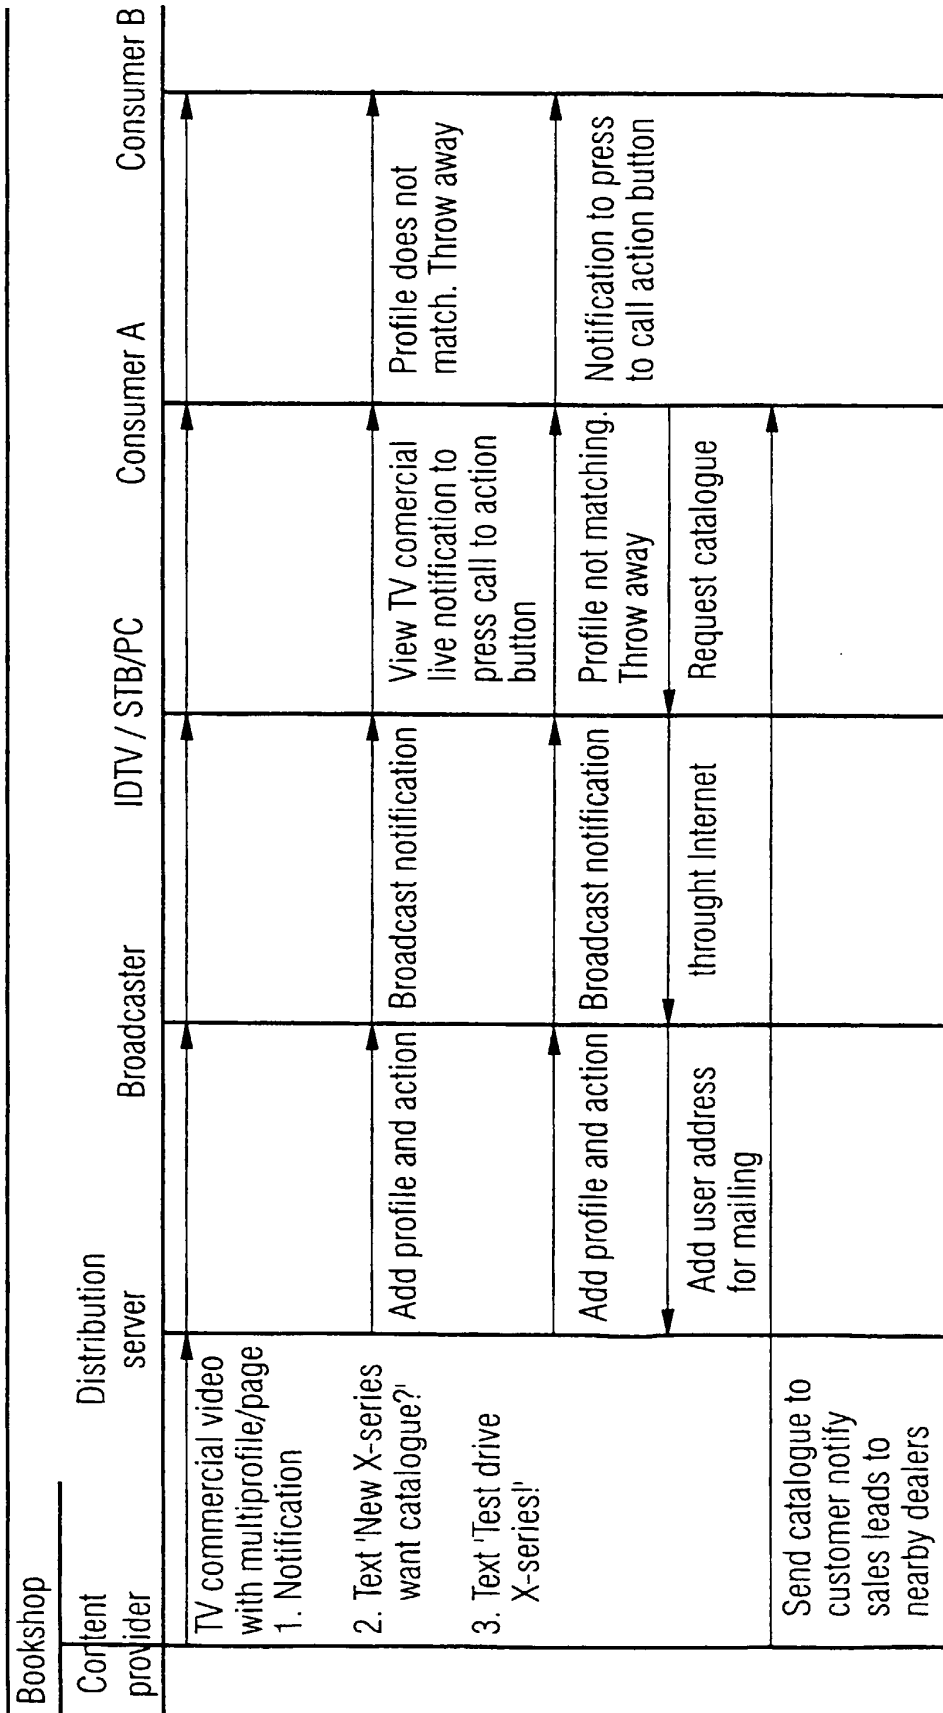 Bookshop
Content
provider
Distribution
server
Broadcaster
IDTV / STB/PC
Consumer A
Consumer B
TV commercial video
with multiprofile/page
1. Notification
2. Text 'New X-series
want catalogue?'
Add profile and action
Broadcast notification
View TV comercial
live notification to
press call to action
button
Profile does not
match. Throw away
3. Text 'Test drive
X-series!'
Add profile and action
Broadcast notification
Profile not matching.
Throw away
Notification to press
to call action button
Add user address
for mailing
throught Internet
Request catalogue
Send catalogue to
customer notify
sales leads to
nearby dealers